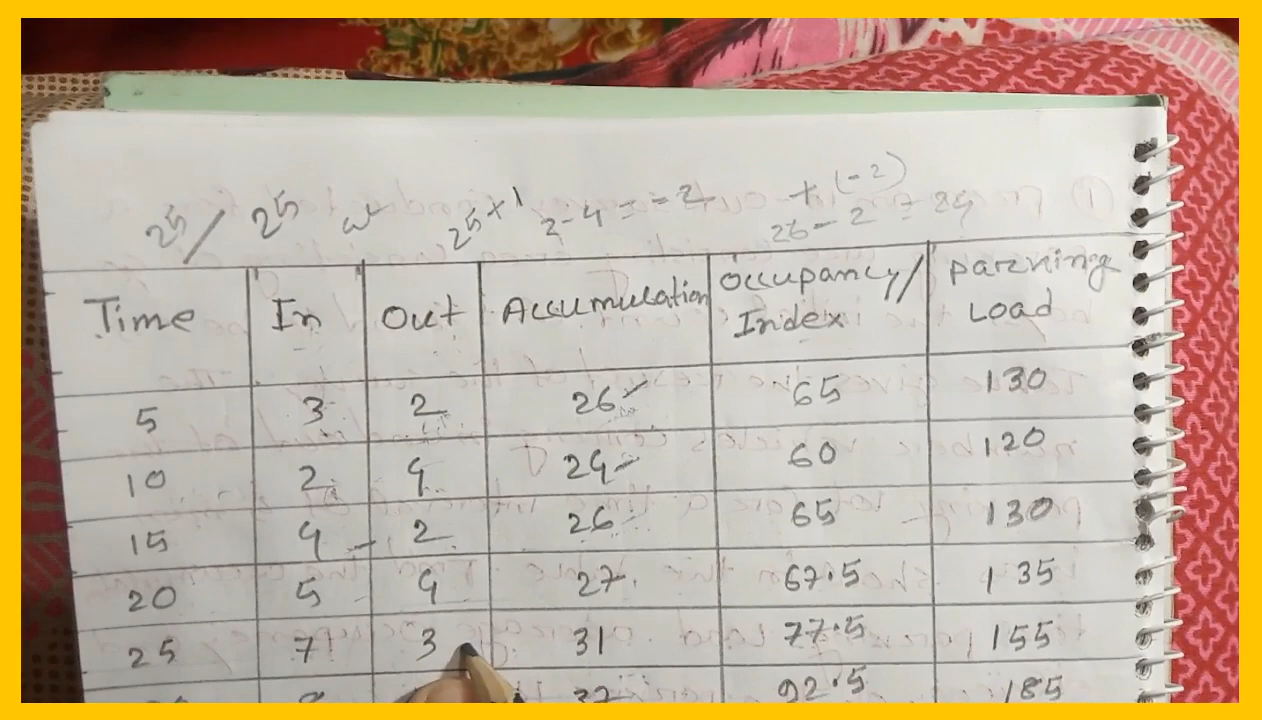 25/ 25 25 x 1 2-4 = -2 + (-2)
26 - 2 = 24
Time In Out Accumulation Occupancy/ Index parking Load
5 3 2 26 65 130
10 2 4 24 60 120
15 4 2 26 65 130
20 5 4 27 67.5 135
25 7 3 31 77.5 155
37 92.5 185